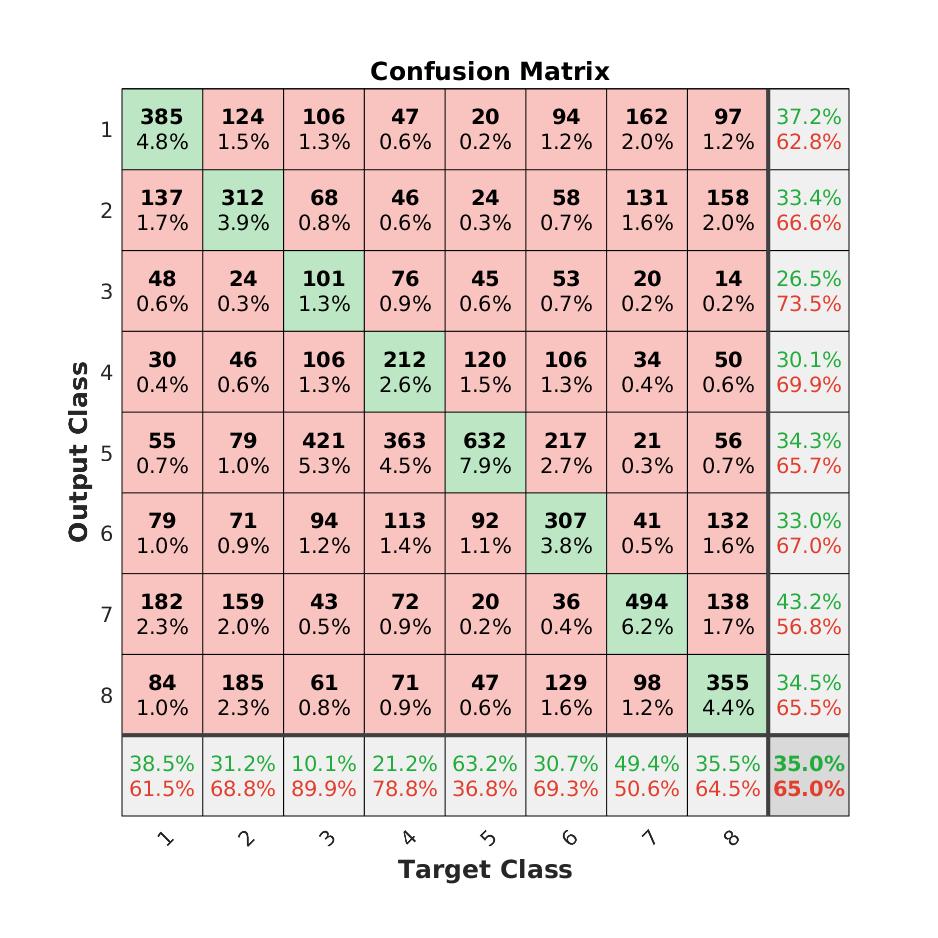 Confusion Matrix
385 124 106 47 20 94 162 97 37.2%
1
4.8% 1.5% 1.3% 0.6% 0.2% 1.2% 2.0% 1.2% 62.8%
137 312 68 46 24 58 131 158 33.4%
2
1.7% 3.9% 0.8% 0.6% 0.3% 0.7% 1.6% 2.0% 66.6%
48 24 101 76 45 53 20 14 26.5%
3
0.6% 0.3% 1.3% 0.9% 0.6% 0.7% 0.2% 0.2% 73.5%
30 46 106 212 120 106 34 50 30.1%
4
0.4% 0.6% 1.3% 2.6% 1.5% 1.3% 0.4% 0.6% 69.9%
Output Class
55 79 421 363 632 217 21 56 34.3%
5
0.7% 1.0% 5.3% 4.5% 7.9% 2.7% 0.3% 0.7% 65.7%
79 71 94 113 92 307 41 132 33.0%
6
1.0% 0.9% 1.2% 1.4% 1.1% 3.8% 0.5% 1.6% 67.0%
182 159 43 72 20 36 494 138 43.2%
7
2.3% 2.0% 0.5% 0.9% 0.2% 0.4% 6.2% 1.7% 56.8%
84 185 61 71 47 129 98 355 34.5%
8
1.0% 2.3% 0.8% 0.9% 0.6% 1.6% 1.2% 4.4% 65.5%
38.5% 31.2% 10.1% 21.2% 63.2% 30.7% 49.4% 35.5% 35.0%
61.5% 68.8% 89.9% 78.8% 36.8% 69.3% 50.6% 64.5% 65.0%
1 2 3 4 5 6 7 8
Target Class